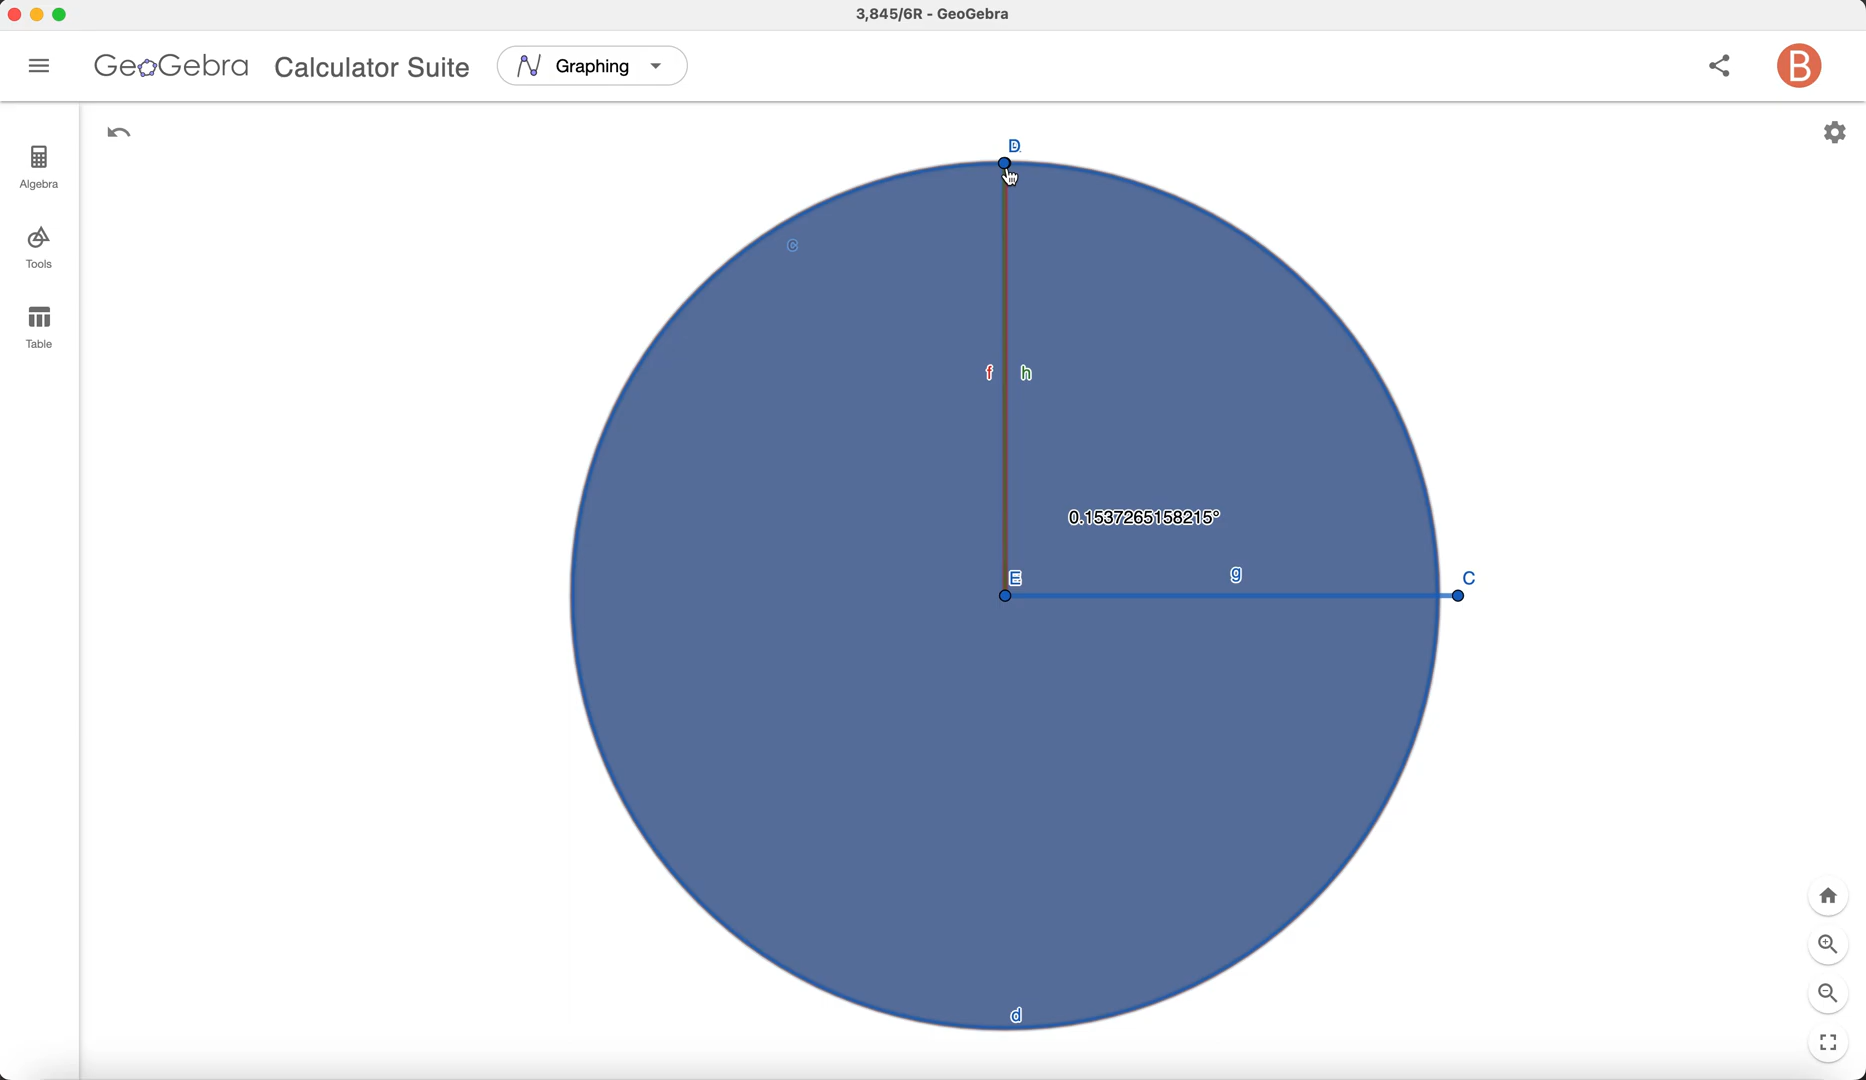 3,845/6R - GeoGebra
GeoGebra Calculator Suite Graphing
B
Algebra
Tools
Table
D
c
f h
0.1537265158215°
E g C
d